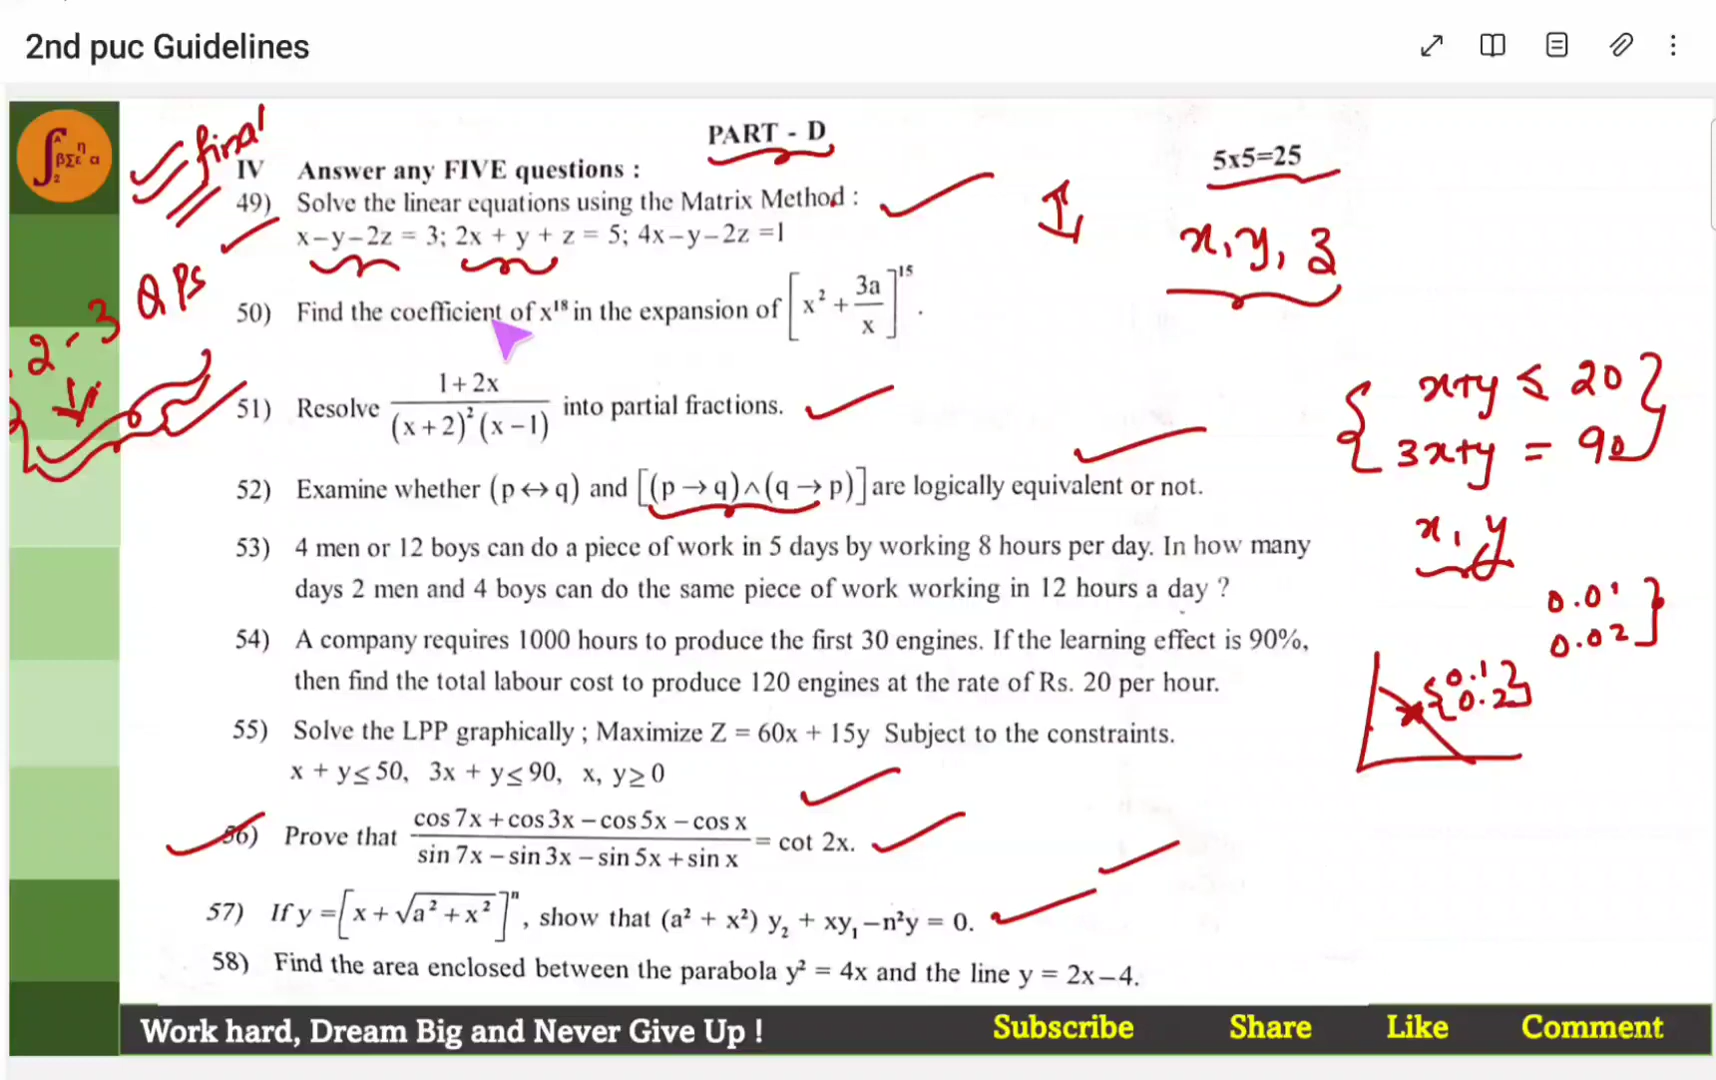 2nd puc Guidelines
final
PART - D
5x5=25
IV Answer any FIVE questions :
49) Solve the linear equations using the Matrix Method :
x−y−2z = 3; 2x + y + z = 5; 4x−y−2z =1
x, y, z
2-3 QPs
50) Find the coefficient of x¹⁸ in the expansion of [x² + 3a/x]¹⁵.
51) Resolve (1+2x)/((x+2)²(x−1)) into partial fractions.
{x+y ≤ 20
3x+y = 90}
52) Examine whether (p↔q) and [(p→q)∧(q→p)] are logically equivalent or not.
x, y
53) 4 men or 12 boys can do a piece of work in 5 days by working 8 hours per day. In how many
days 2 men and 4 boys can do the same piece of work working in 12 hours a day ?
0.01
0.02}
54) A company requires 1000 hours to produce the first 30 engines. If the learning effect is 90%,
then find the total labour cost to produce 120 engines at the rate of Rs. 20 per hour.
{0.1
0.2}
55) Solve the LPP graphically ; Maximize Z = 60x + 15y Subject to the constraints.
x + y≤50, 3x + y≤90, x, y≥0
56) Prove that (cos 7x + cos 3x − cos 5x − cos x)/(sin 7x − sin 3x − sin 5x + sin x) = cot 2x.
57) If y = [x + √(a² + x²)]ⁿ, show that (a² + x²) y₂ + xy₁ − n²y = 0.
58) Find the area enclosed between the parabola y² = 4x and the line y = 2x−4.
Work hard, Dream Big and Never Give Up ! Subscribe Share Like Comment